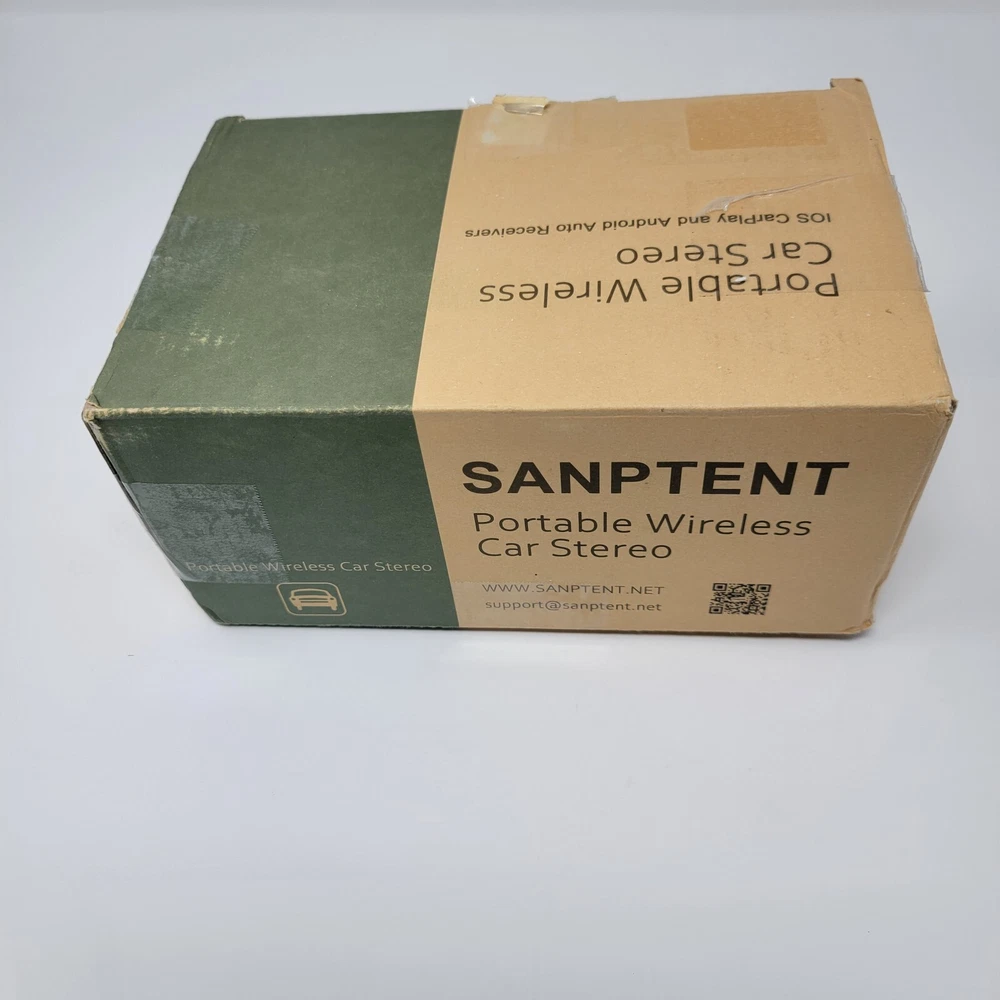 Portable Wireless
Car Stereo
IOS CarPlay and Android Auto Receivers
SANPTENT
Portable Wireless
Car Stereo
WWW.SANPTENT.NET
support@sanptent.net
Portable Wireless Car Stereo